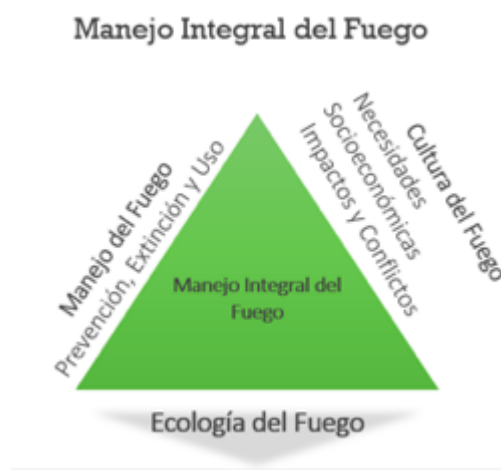 Manejo Integral del Fuego
Manejo del Fuego
Prevención, Extinción y Uso
Cultura del Fuego
Necesidades
Socioeconómicas
Impactos y Conflictos
Manejo Integral del
Fuego
Ecología del Fuego